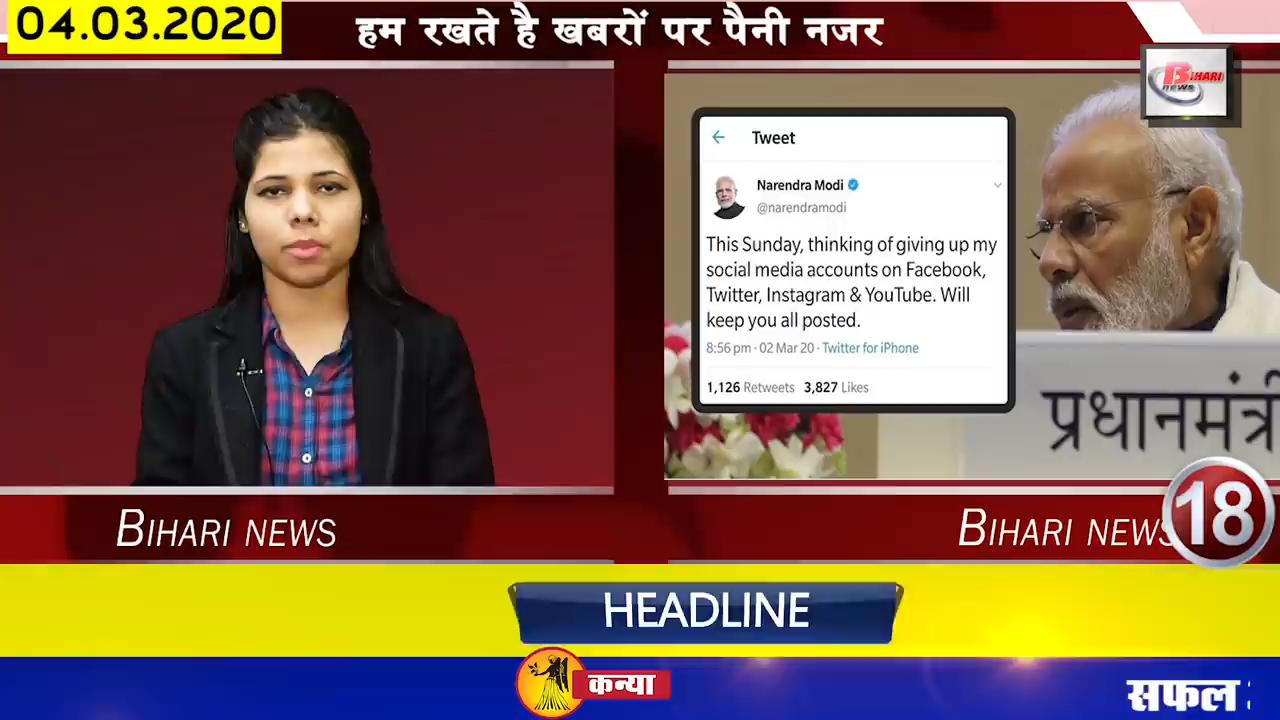 04.03.2020
हम रखते है खबरों पर पैनी नजर
BIHARI NEWS
Tweet
Narendra Modi
@narendramodi
This Sunday, thinking of giving up my
social media accounts on Facebook,
Twitter, Instagram & YouTube. Will
keep you all posted.
8:56 pm · 02 Mar 20 · Twitter for iPhone
1,126 Retweets 3,827 Likes
प्रधानमंत्री
BIHARI NEWS
BIHARI NEWS
18
HEADLINE
कन्या
सफल